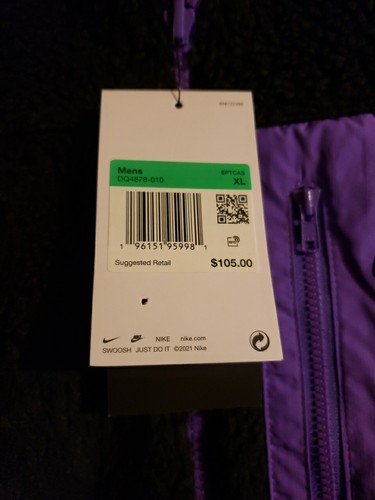 Mens
SPTCAS
DQ4878-010
XL
1 96151 95998 1
Suggested Retail
$105.00
NIKE nike.com
SWOOSH JUST DO IT ©2021 Nike